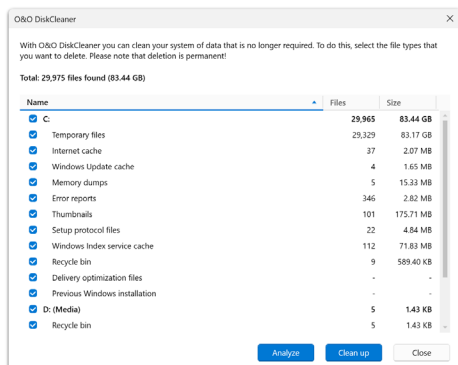 O&O DiskCleaner
With O&O DiskCleaner you can clean your system of data that is no longer required. To do this, select the file types that
you want to delete. Please note that deletion is permanent!
Total: 29,975 files found (83.44 GB)
Name Files Size
C: 29,965 83.44 GB
Temporary files 29,329 83.17 GB
Internet cache 37 2.07 MB
Windows Update cache 4 1.65 MB
Memory dumps 5 15.33 MB
Error reports 346 2.82 MB
Thumbnails 101 175.71 MB
Setup protocol files 22 4.84 MB
Windows Index service cache 112 71.83 MB
Recycle bin 9 589.40 KB
Delivery optimization files - -
Previous Windows installation - -
D: (Media) 5 1.43 KB
Recycle bin 5 1.43 KB
Analyze Clean up Close